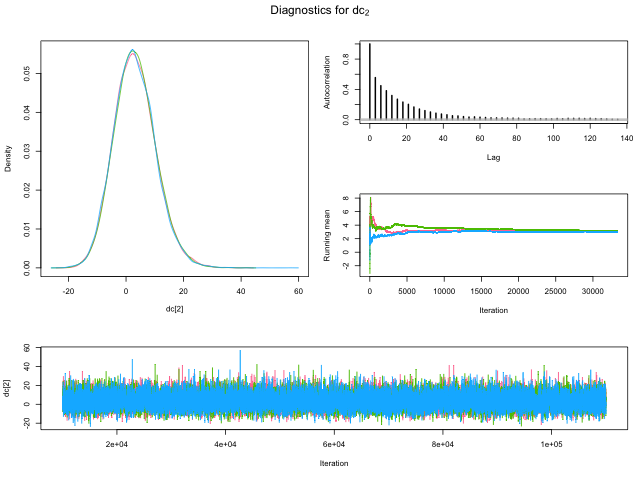 Diagnostics for dc₂
Density
0.00 0.01 0.02 0.03 0.04 0.05
-20 0 20 40 60
dc[2]
Autocorrelation
0.0 0.4 0.8
0 20 40 60 80 100 120 140
Lag
Running mean
-2 0 2 4 6 8
0 5000 10000 15000 20000 25000 30000
Iteration
dc[2]
-20 0 20 40 60
2e+04 4e+04 6e+04 8e+04 1e+05
Iteration